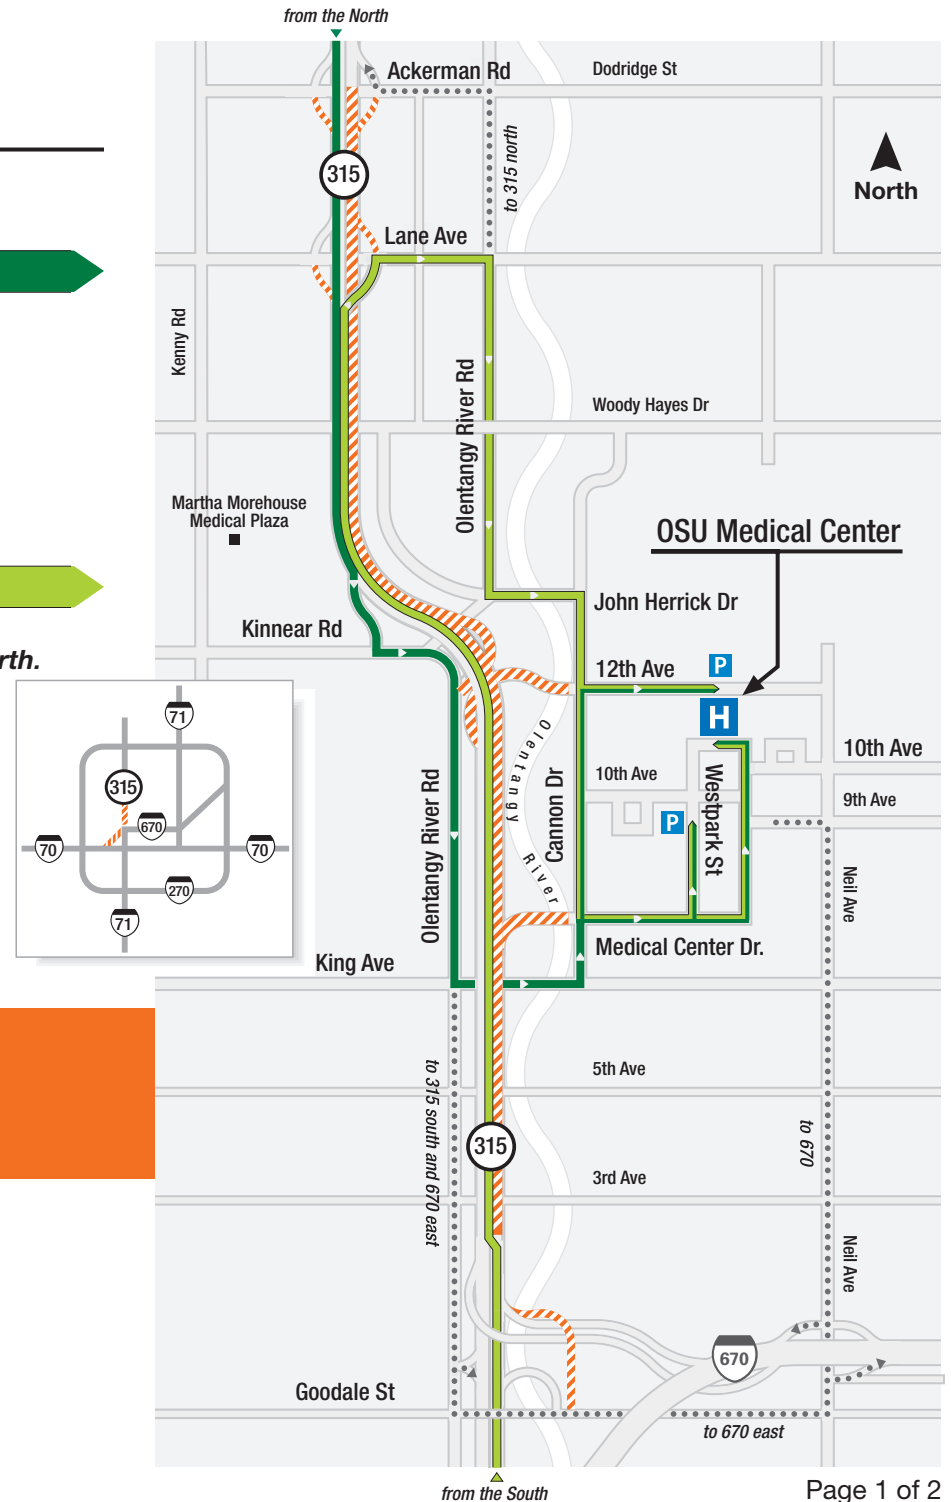 from the North
Ackerman Rd
Dodridge St
to 315 north
315
North
Lane Ave
Kenny Rd
Olentangy River Rd
Woody Hayes Dr
Martha Morehouse
Medical Plaza
OSU Medical Center
John Herrick Dr
Kinnear Rd
12th Ave
P
rth.
H
71
315
670
70
70
270
71
Olentangy
River
10th Ave
10th Ave
9th Ave
Westpark St
P
Cannon Dr
Olentangy River Rd
Neil Ave
Medical Center Dr.
King Ave
5th Ave
to 315 south and 670 east
315
to 670
3rd Ave
Neil Ave
670
Goodale St
to 670 east
from the South
Page 1 of 2